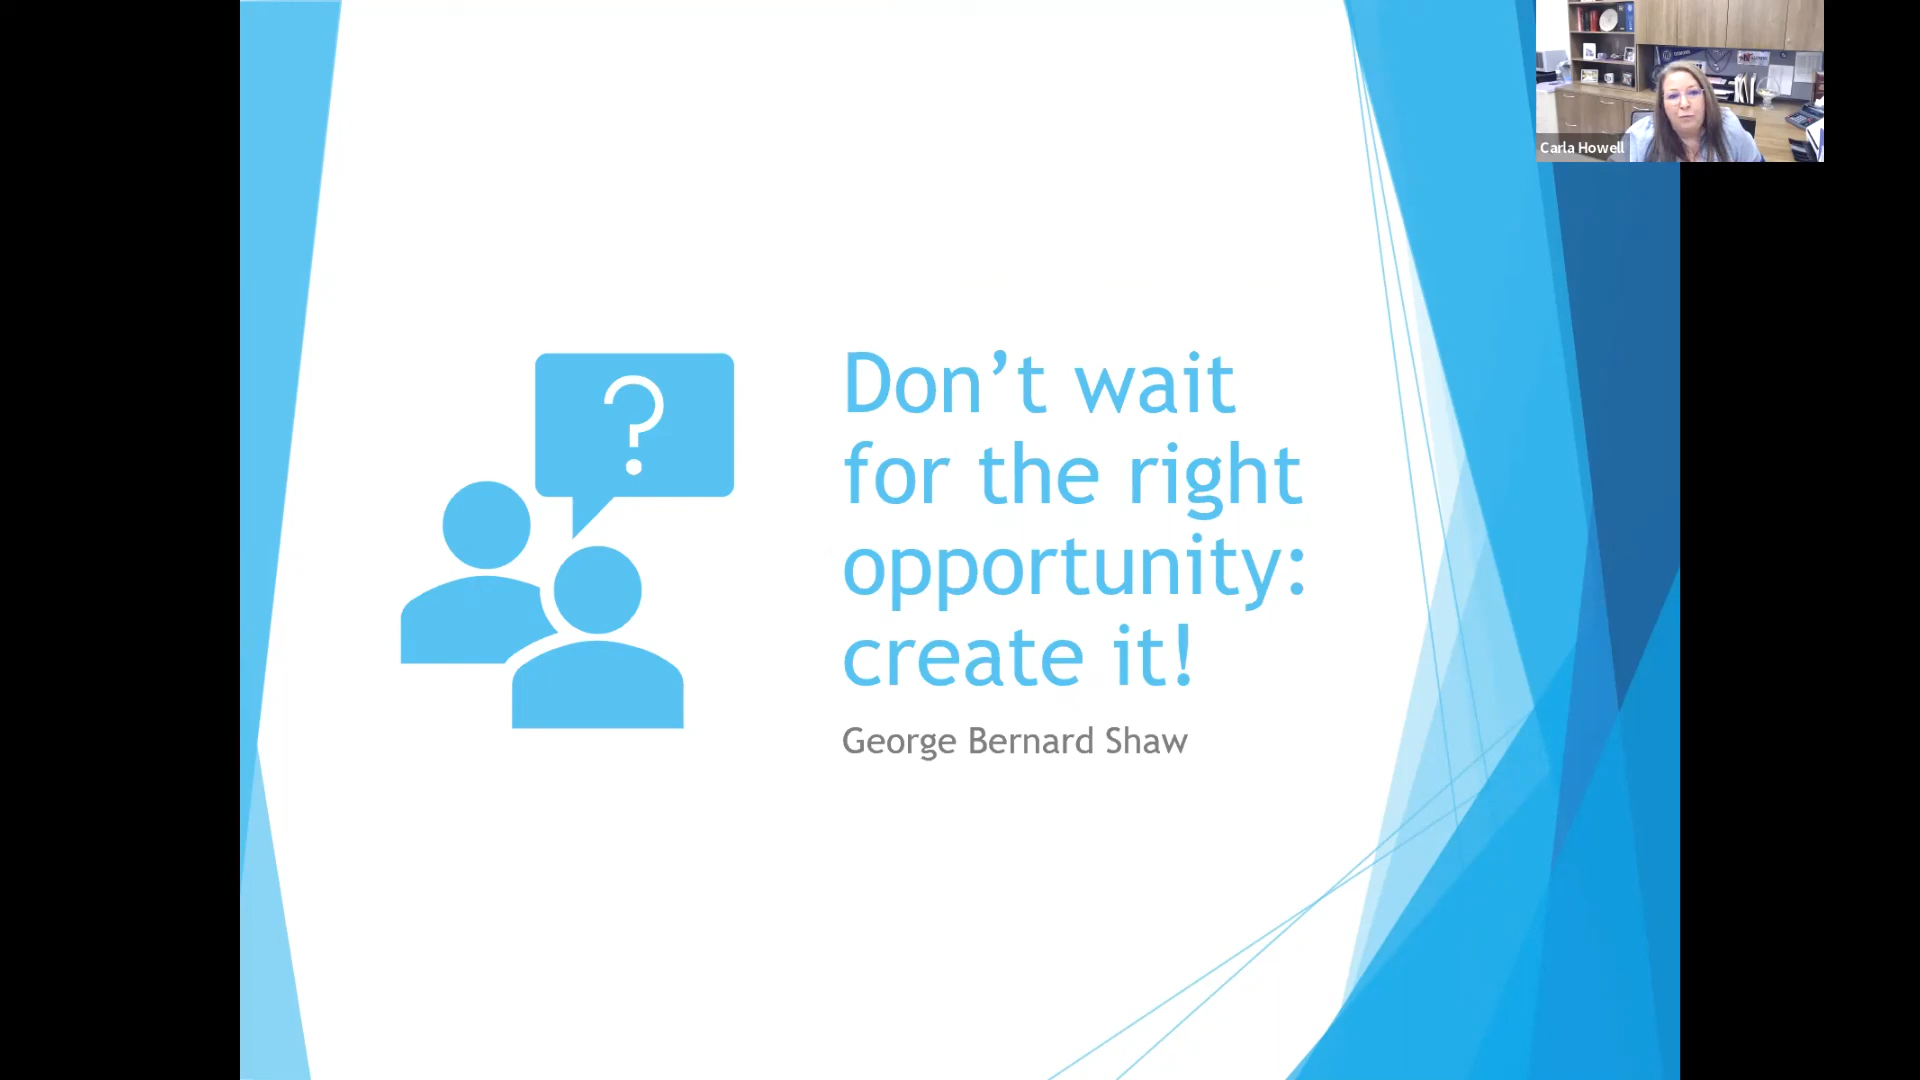 Don’t wait
for the right
opportunity:
create it!
George Bernard Shaw
Carla Howell
?